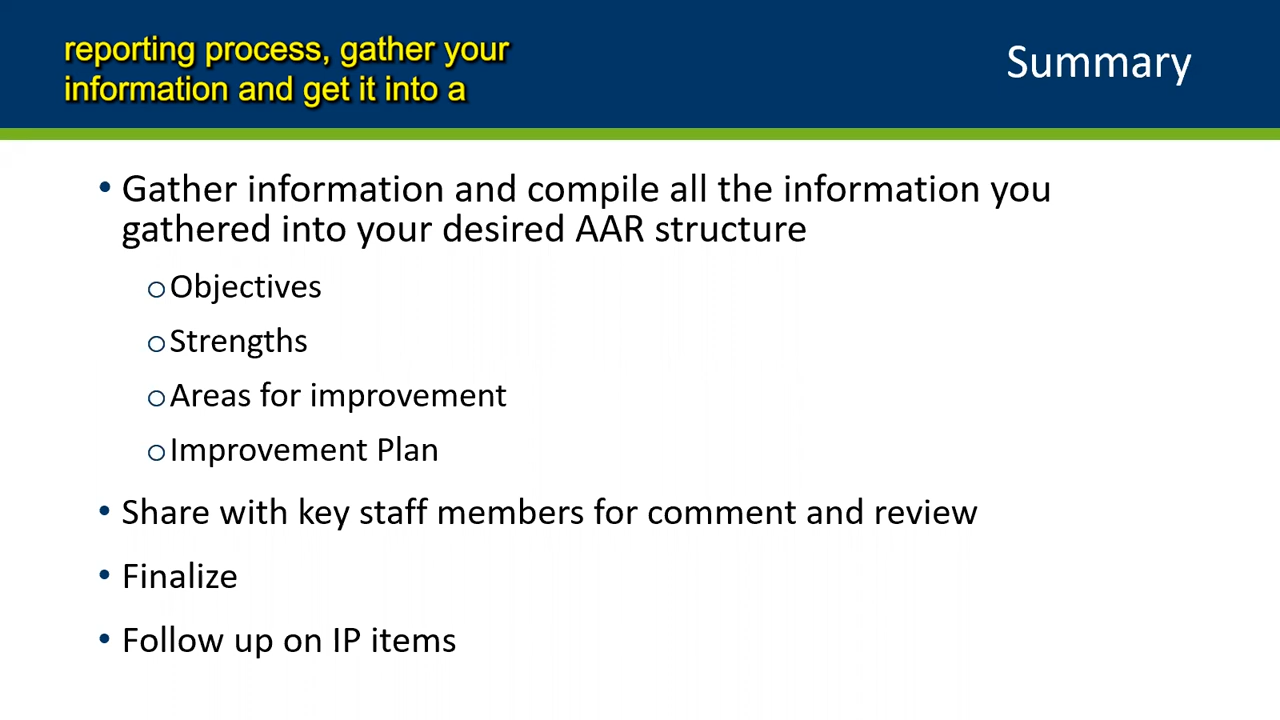 reporting process, gather your
information and get it into a
Summary
• Gather information and compile all the information you
gathered into your desired AAR structure
o Objectives
o Strengths
o Areas for improvement
o Improvement Plan
• Share with key staff members for comment and review
• Finalize
• Follow up on IP items